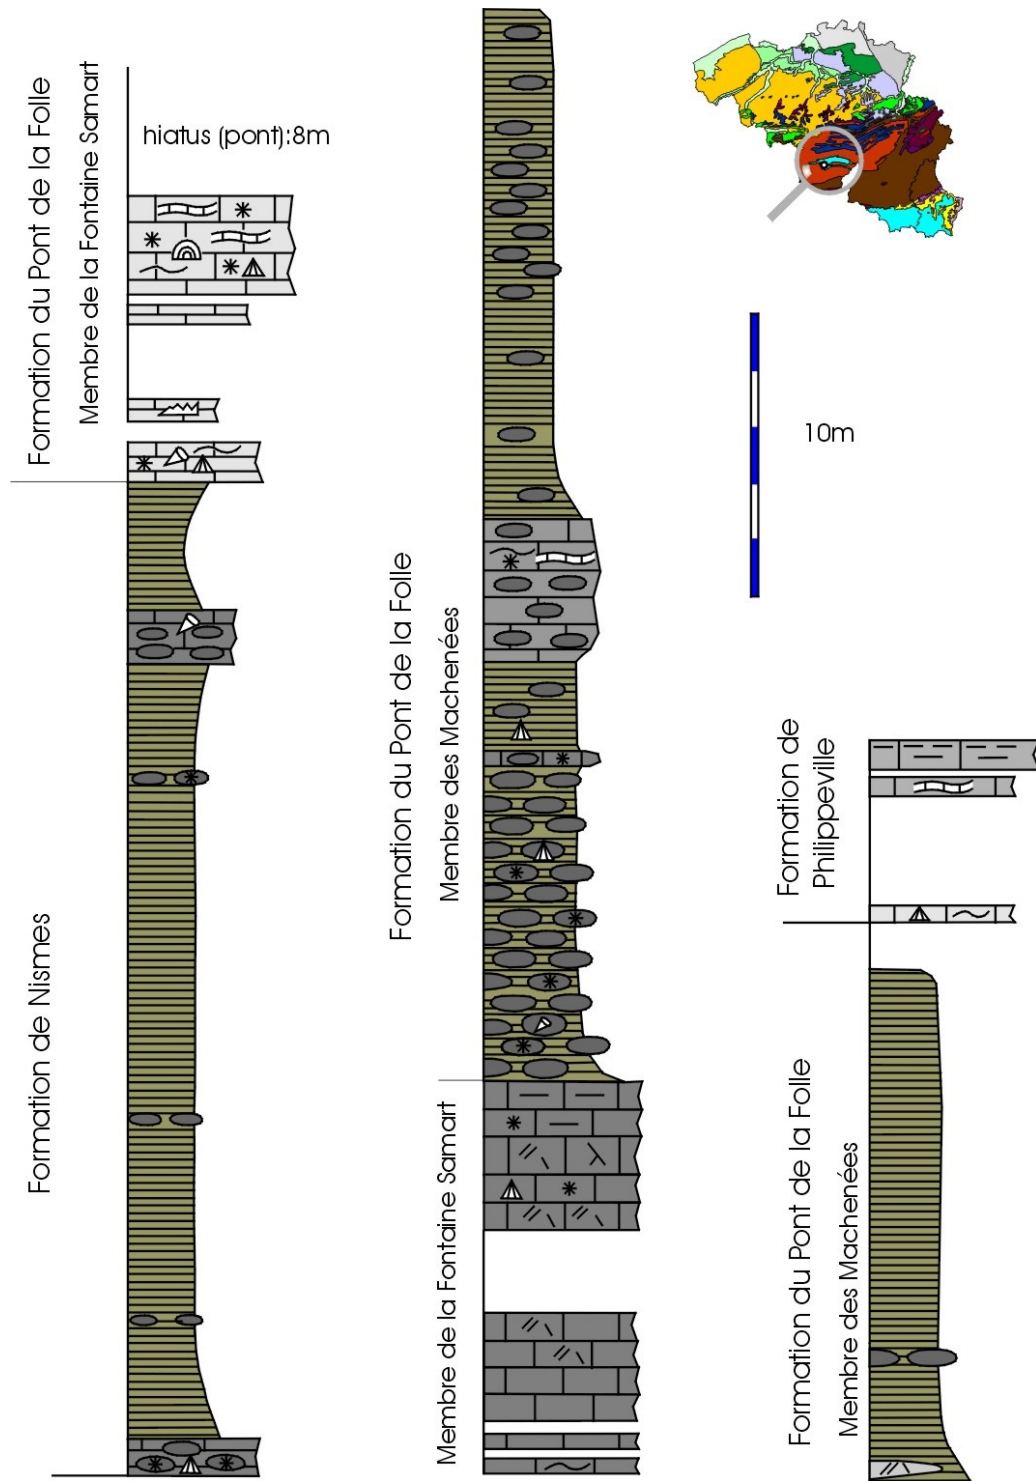 Formation du Pont de la Folle
Membre de la Fontaine Samart
hiatus (pont):8m
Formation de Nismes
Formation du Pont de la Folle
Membre des Machenées
Membre de la Fontaine Samart
10m
Formation de
Philippeville
Formation du Pont de la Folle
Membre des Machenées